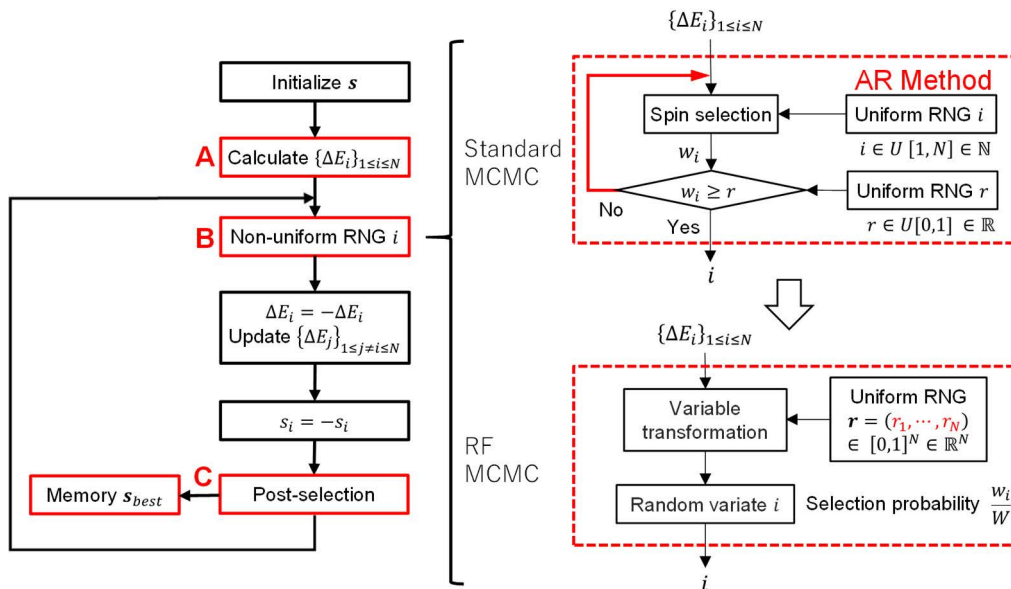 Initialize s
A
Calculate {ΔE_i}_{1≤i≤N}
B
Non-uniform RNG i
ΔE_i = −ΔE_i
Update {ΔE_j}_{1≤j≠i≤N}
s_i = −s_i
C
Post-selection
Memory s_best
Standard
MCMC
RF
MCMC
{ΔE_i}_{1≤i≤N}
AR Method
Spin selection
Uniform RNG i
i ∈ U [1, N] ∈ ℕ
w_i
w_i ≥ r
Uniform RNG r
r ∈ U[0,1] ∈ ℝ
No
Yes
i
{ΔE_i}_{1≤i≤N}
Variable
transformation
Uniform RNG
r = (r_1, ⋯, r_N)
∈ [0,1]^N ∈ ℝ^N
Random variate i
Selection probability w_i/W
i